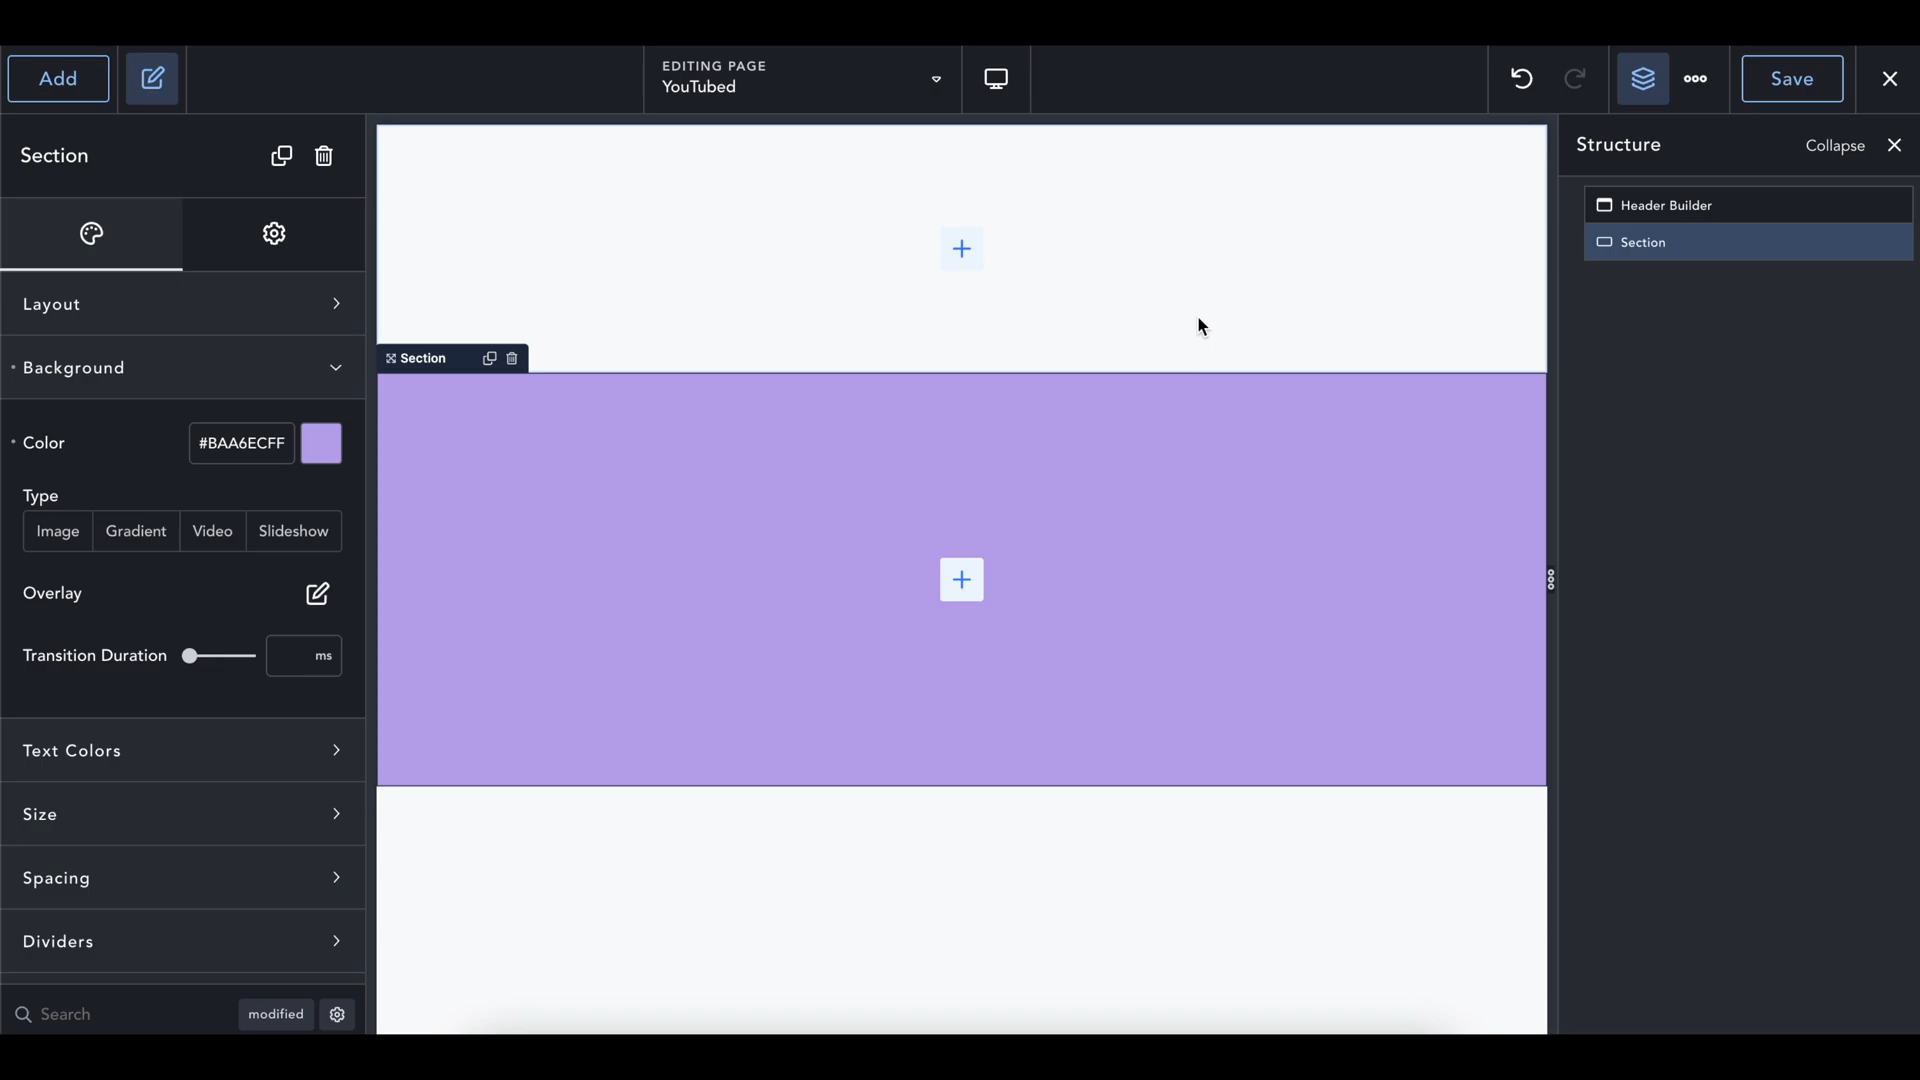 Add
EDITING PAGE
YouTubed
Save
Section
Layout
Background
Color
#BAA6ECFF
Type
Image
Gradient
Video
Slideshow
Overlay
Transition Duration
ms
Text Colors
Size
Spacing
Dividers
Search
modified
Section
Structure
Collapse
Header Builder
Section